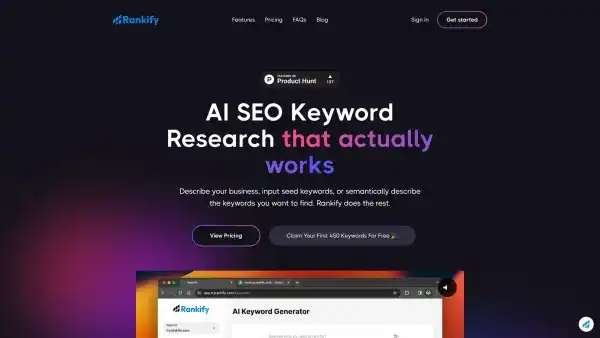 Rankify
Features Pricing FAQs Blog
Sign in Get started
FEATURED ON
Product Hunt
AI SEO Keyword
Research that actually
works
Describe your business, input seed keywords, or semantically describe
the keywords you want to find. Rankify does the rest.
View Pricing
Claim Your First 450 Keywords For Free
Rankify
Rankify
AI Keyword Generator